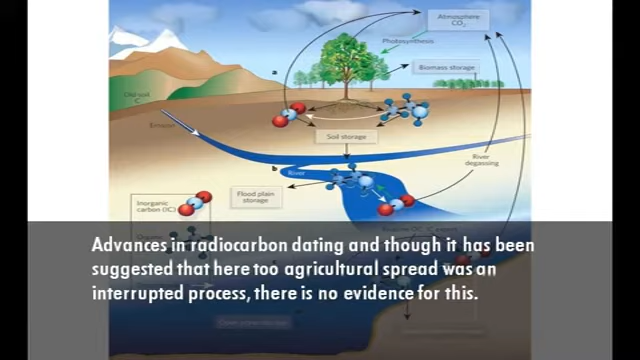 Atmosphere
CO₂
Photosynthesis
a
Biomass storage
Old-soil
C
Erosion
Soil storage
River
degassing
b
River
Flood plain
storage
Inorganic
carbon (IC)
Advances in radiocarbon dating and though it has been
suggested that here too agricultural spread was an
interrupted process, there is no evidence for this.